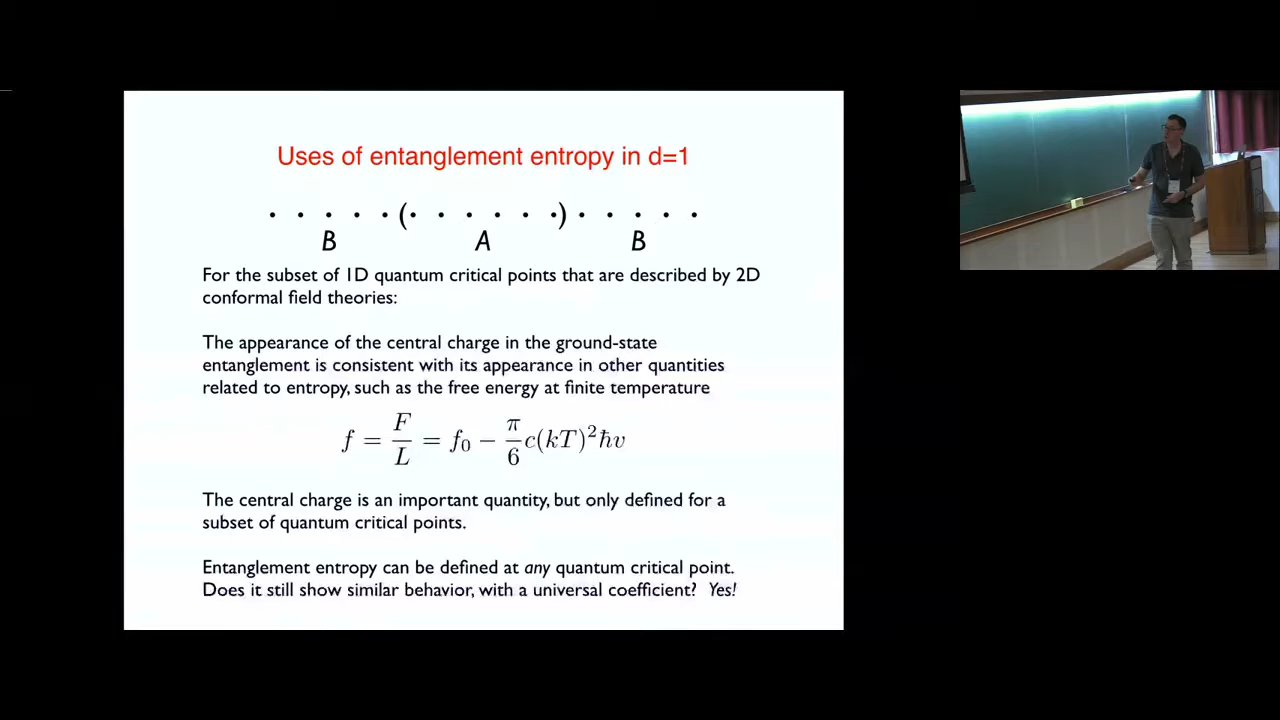 Uses of entanglement entropy in d=1
. . . . . (. . . . . .) . . . . .
B A B
For the subset of 1D quantum critical points that are described by 2D
conformal field theories:
The appearance of the central charge in the ground-state
entanglement is consistent with its appearance in other quantities
related to entropy, such as the free energy at finite temperature
f = F/L = f₀ − π/6 c(kT)²ħv
The central charge is an important quantity, but only defined for a
subset of quantum critical points.
Entanglement entropy can be defined at any quantum critical point.
Does it still show similar behavior, with a universal coefficient? Yes!